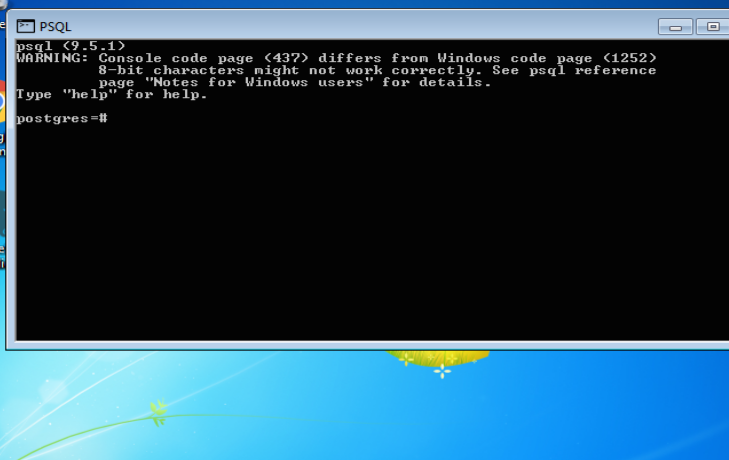 PSQL
psql (9.5.1)
WARNING: Console code page (437) differs from Windows code page (1252)
8-bit characters might not work correctly. See psql reference
page "Notes for Windows users" for details.
Type "help" for help.
postgres=#